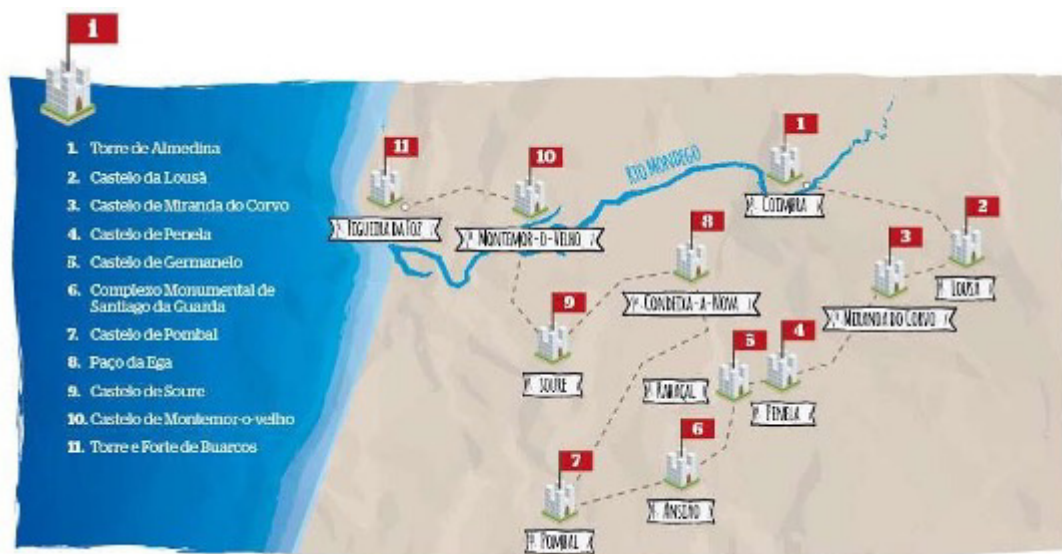 i
1. Torre de Almedina
2. Castelo da Lousã
3. Castelo de Miranda do Corvo
4. Castelo de Penela
5. Castelo de Germanelo
6. Complexo Monumental de
Santiago da Guarda
7. Castelo de Pombal
8. Paço da Ega
9. Castelo de Soure
10. Castelo de Montemor-o-velho
11. Torre e Forte de Buarcos
11
FIGUEIRA DA FOZ
10
MONTEMOR-O-VELHO
RIO MONDEGO
1
COIMBRA
2
LOUSÃ
3
MIRANDA DO CORVO
8
CONDEIXA-A-NOVA
9
SOURE
5
RABAÇAL
4
PENELA
6
ANSIÃO
7
POMBAL